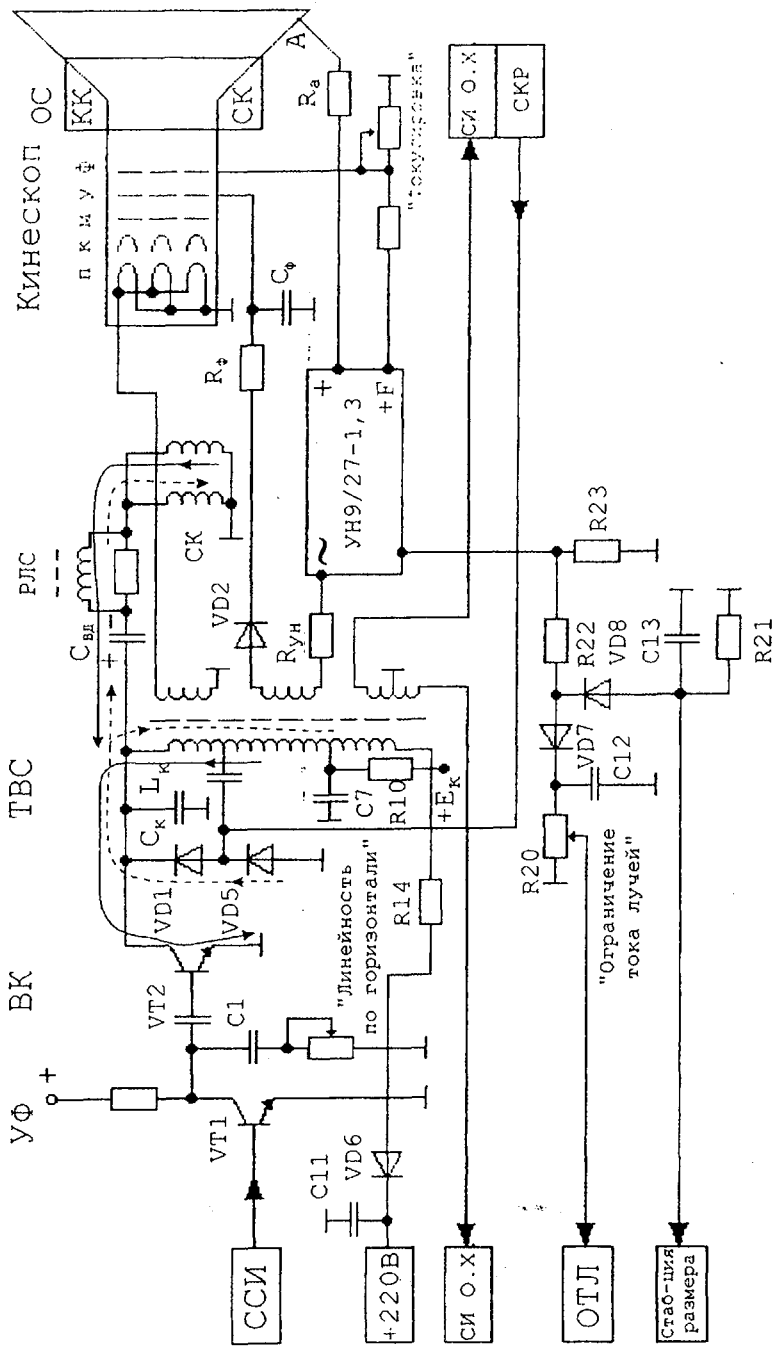 УФ
ВК
ТВС
РЛС
Кинескоп
ОС
КК
СК
А
п к м у ф
+
VT1
VT2
C1
"Линейность
по горизонтали"
VD1
VD5
Cк
Lк
Cвд
+
СК
VD2
Rф
Cф
Rун
~
+
+F
УН9/27-1,3
Rа
C7
R10
+Eк
R14
C11
VD6
ССИ
+220В
СИ О.Х
ОТЛ
Стаб-ция
размера
СИ О.Х
СКР
R20
"Ограничение
тока лучей"
VD7
C12
R22
VD8
C13
R21
R23